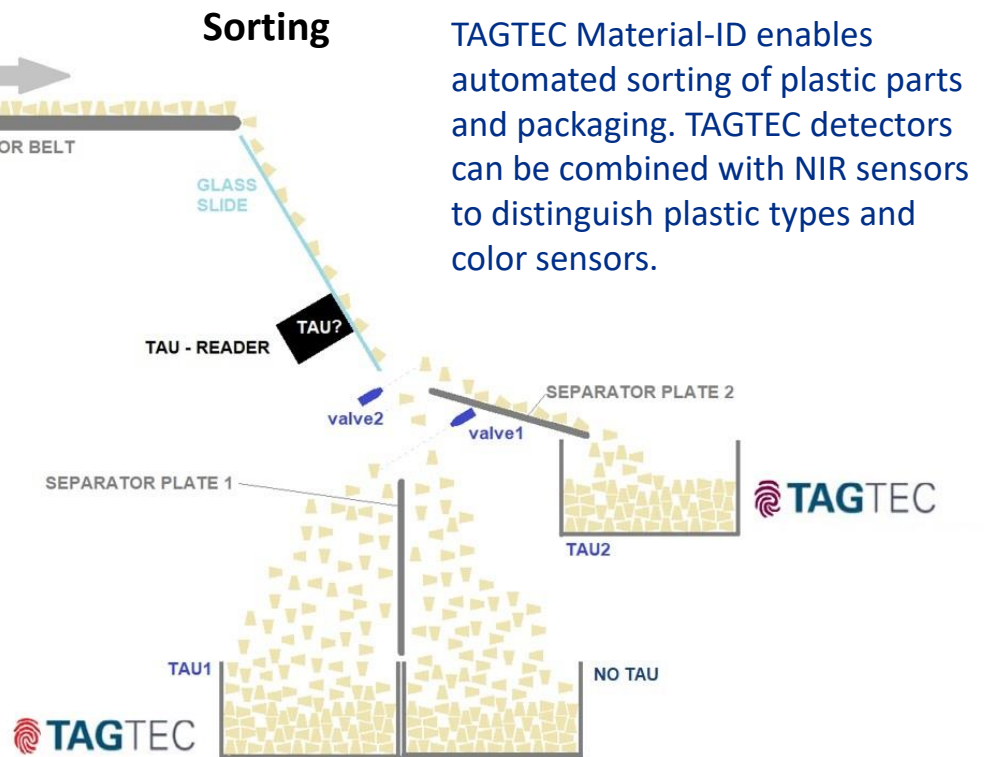 Sorting
TAGTEC Material-ID enables
automated sorting of plastic parts
and packaging. TAGTEC detectors
can be combined with NIR sensors
to distinguish plastic types and
color sensors.
OR BELT
GLASS
SLIDE
TAU?
TAU - READER
valve2
valve1
SEPARATOR PLATE 2
SEPARATOR PLATE 1
TAGTEC
TAU2
TAU1
NO TAU
TAGTEC